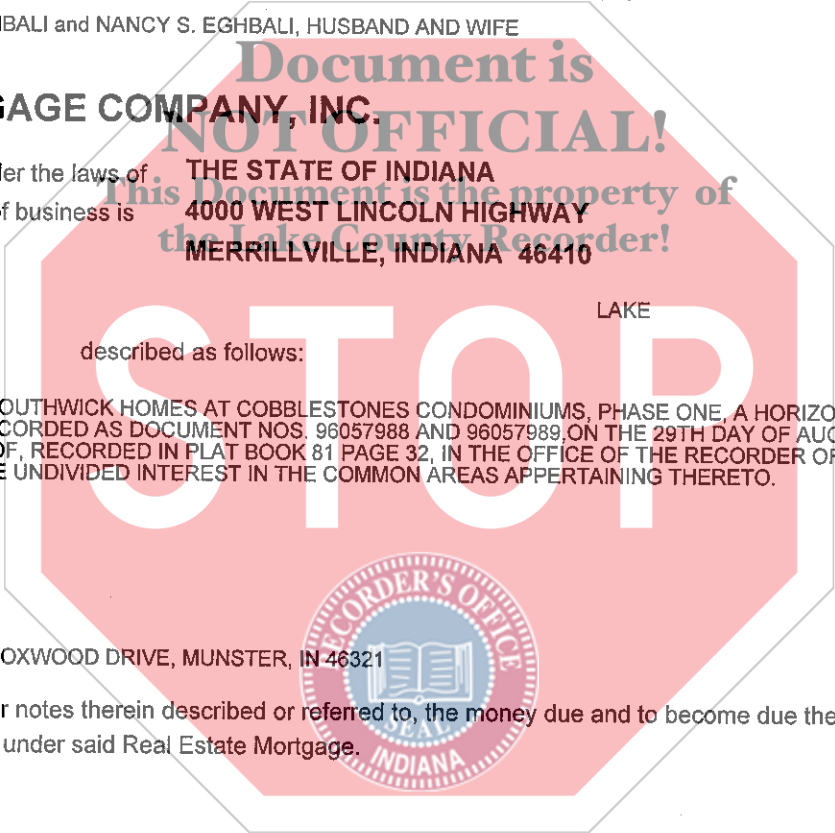 BALI and NANCY S. EGHBALI, HUSBAND AND WIFE
Document is
GAGE COMPANY, INC.
NOT OFFICIAL!
er the laws of THE STATE OF INDIANA
This Document is the property of
f business is 4000 WEST LINCOLN HIGHWAY
the Lake County Recorder!
MERRILLVILLE, INDIANA 46410
LAKE
STOP
described as follows:
OUTHWICK HOMES AT COBBLESTONES CONDOMINIUMS, PHASE ONE, A HORIZO
CORDED AS DOCUMENT NOS. 96057988 AND 96057989,ON THE 29TH DAY OF AUG
OF, RECORDED IN PLAT BOOK 81 PAGE 32, IN THE OFFICE OF THE RECORDER OF
E UNDIVIDED INTEREST IN THE COMMON AREAS APPERTAINING THERETO.
RECORDER'S OFFICE
OXWOOD DRIVE, MUNSTER, IN 46321
r notes therein described or referred to, the money due and to become due the
SEAL
under said Real Estate Mortgage.
INDIANA